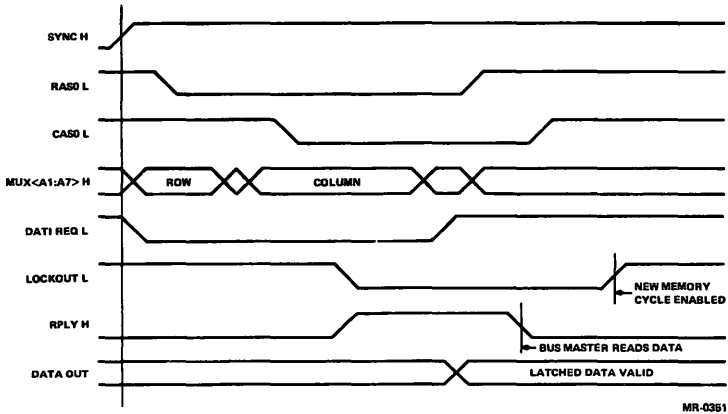 SYNC H
RAS0 L
CAS0 L
MUX<A1:A7> H
ROW
COLUMN
DATI REQ L
LOCKOUT L
NEW MEMORY
CYCLE ENABLED
RPLY H
BUS MASTER READS DATA
DATA OUT
LATCHED DATA VALID
MR-0351